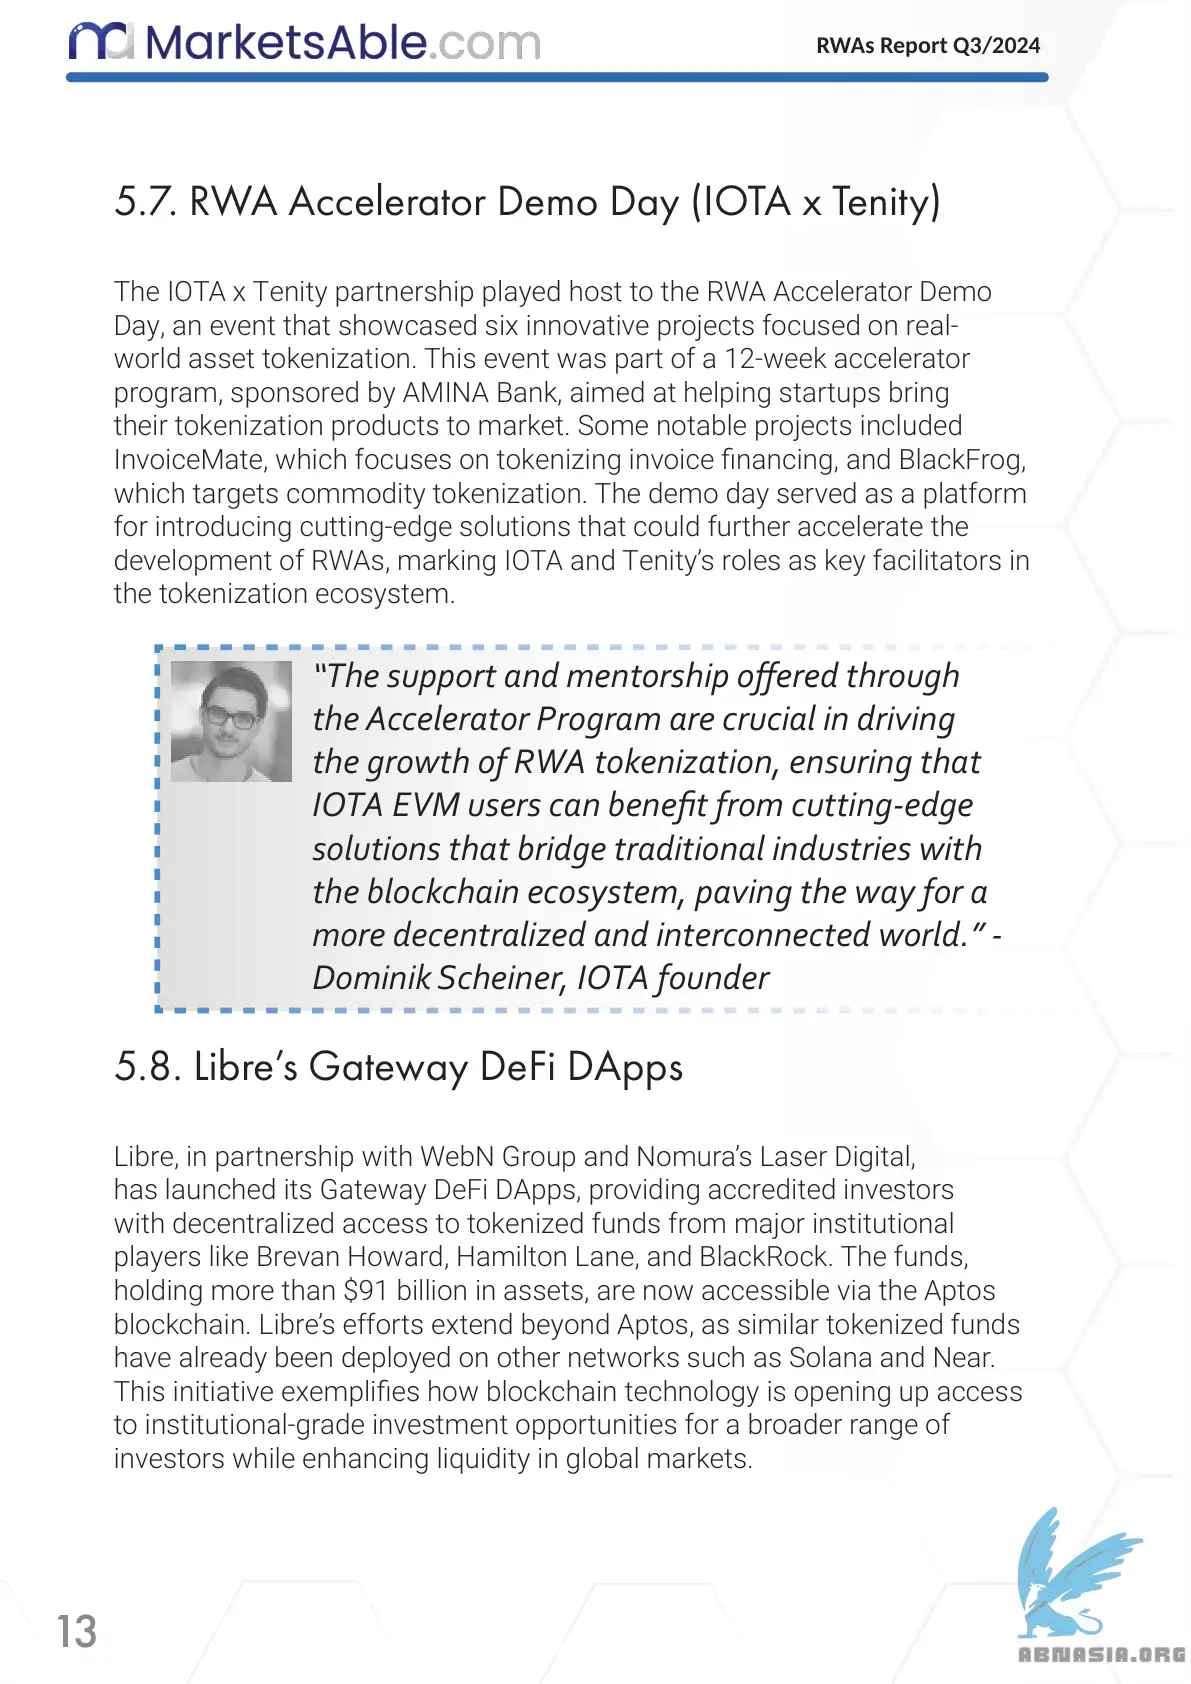 MarketsAble.com
RWAs Report Q3/2024
5.7. RWA Accelerator Demo Day (IOTA x Tenity)
The IOTA x Tenity partnership played host to the RWA Accelerator Demo
Day, an event that showcased six innovative projects focused on real-
world asset tokenization. This event was part of a 12-week accelerator
program, sponsored by AMINA Bank, aimed at helping startups bring
their tokenization products to market. Some notable projects included
InvoiceMate, which focuses on tokenizing invoice financing, and BlackFrog,
which targets commodity tokenization. The demo day served as a platform
for introducing cutting-edge solutions that could further accelerate the
development of RWAs, marking IOTA and Tenity’s roles as key facilitators in
the tokenization ecosystem.
“The support and mentorship offered through
the Accelerator Program are crucial in driving
the growth of RWA tokenization, ensuring that
IOTA EVM users can benefit from cutting-edge
solutions that bridge traditional industries with
the blockchain ecosystem, paving the way for a
more decentralized and interconnected world.” -
Dominik Scheiner, IOTA founder
5.8. Libre’s Gateway DeFi DApps
Libre, in partnership with WebN Group and Nomura’s Laser Digital,
has launched its Gateway DeFi DApps, providing accredited investors
with decentralized access to tokenized funds from major institutional
players like Brevan Howard, Hamilton Lane, and BlackRock. The funds,
holding more than $91 billion in assets, are now accessible via the Aptos
blockchain. Libre’s efforts extend beyond Aptos, as similar tokenized funds
have already been deployed on other networks such as Solana and Near.
This initiative exemplifies how blockchain technology is opening up access
to institutional-grade investment opportunities for a broader range of
investors while enhancing liquidity in global markets.
13
ABNASIA.ORG